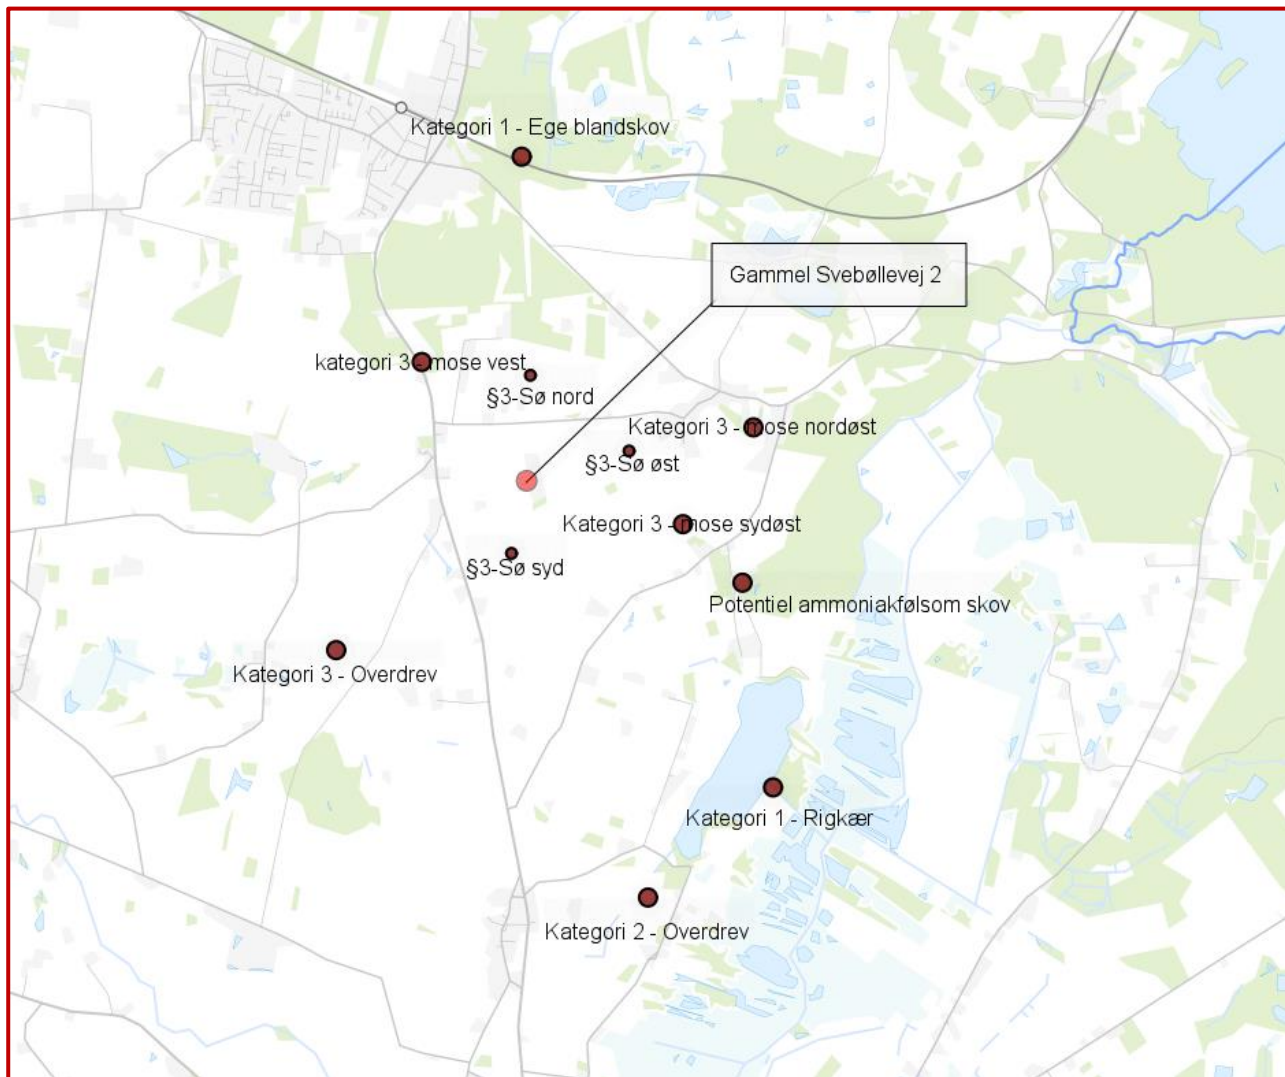 Kategori 1 - Ege blandskov
Gammel Svebøllevej 2
kategori 3 - mose vest
§3-Sø nord
Kategori 3 - mose nordøst
§3-Sø øst
Kategori 3 - mose sydøst
§3-Sø syd
Potentiel ammoniakfølsom skov
Kategori 3 - Overdrev
Kategori 1 - Rigkær
Kategori 2 - Overdrev